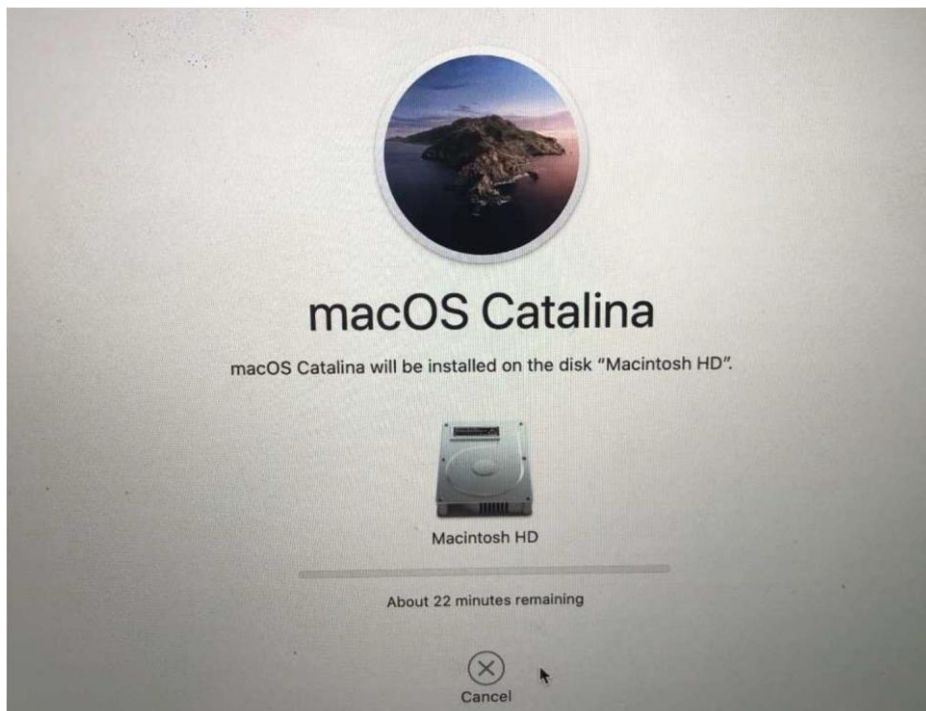 macOS Catalina
macOS Catalina will be installed on the disk “Macintosh HD”.
Macintosh HD
About 22 minutes remaining
Cancel